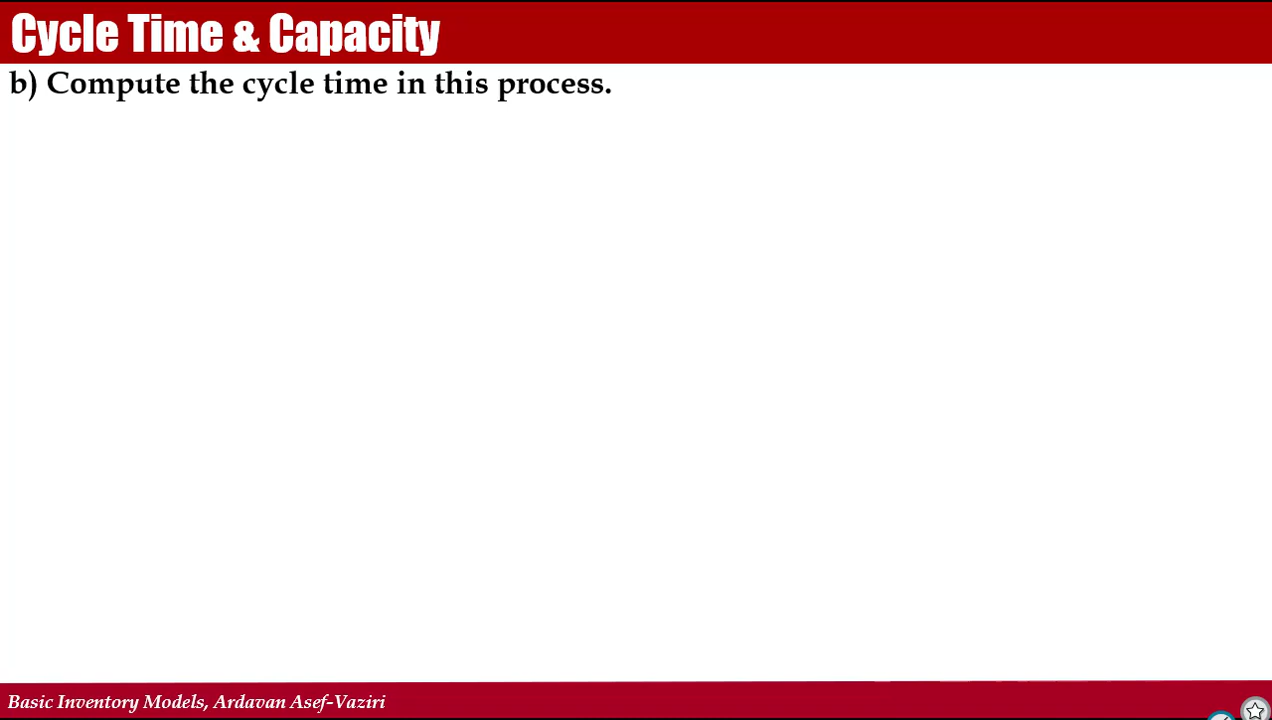 Cycle Time & Capacity
b) Compute the cycle time in this process.
Basic Inventory Models, Ardavan Asef-Vaziri